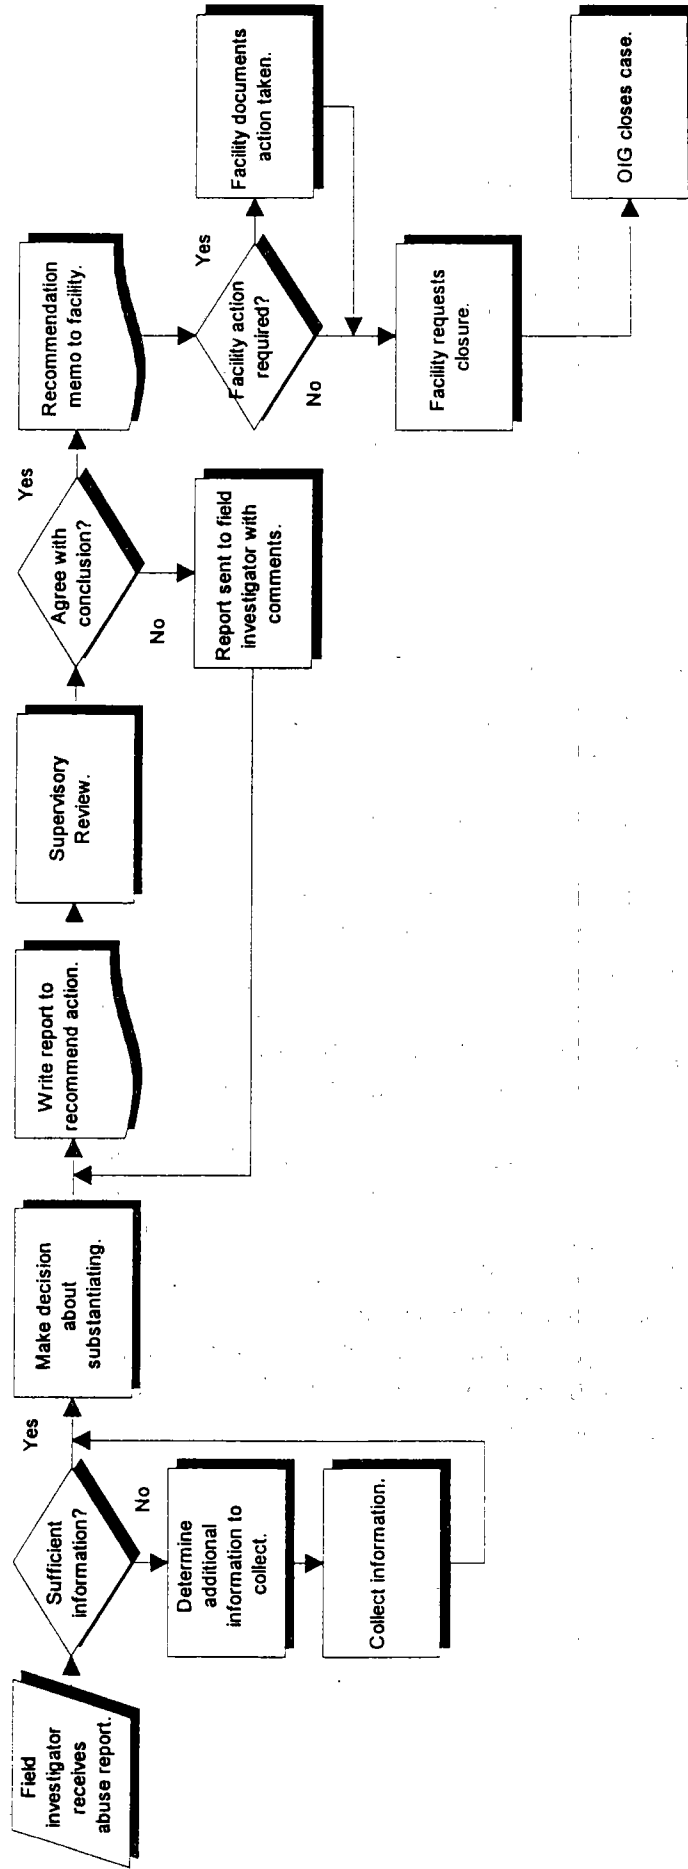 Field
investigator
receives
abuse report.
Sufficient
information?
Yes
No
Determine
additional
information to
collect.
Collect information.
Make decision
about
substantiating.
Write report to
recommend action.
Supervisory
Review.
Agree with
conclusion?
Yes
No
Report sent to field
investigator with
comments.
Recommendation
memo to facility.
Facility action
required?
Yes
No
Facility documents
action taken.
Facility requests
closure.
OIG closes case.